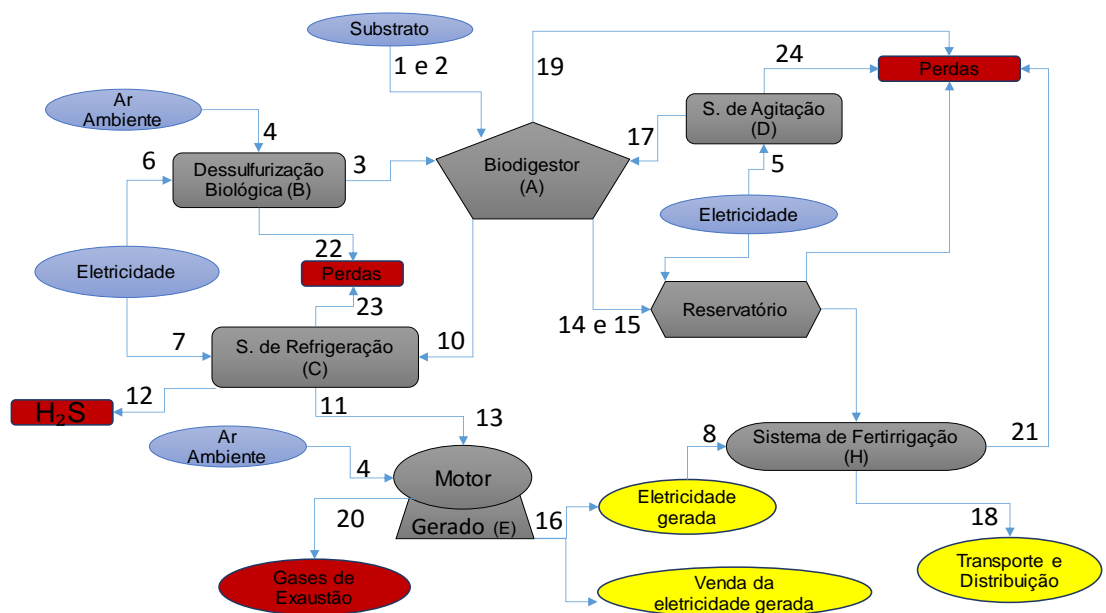 Substrato
1 e 2
19
24
Perdas
Ar
Ambiente
4
S. de Agitação
(D)
17
6
Dessulfurização
Biológica (B)
3
Biodigestor
(A)
5
Eletricidade
Eletricidade
22
Perdas
23
14 e 15
Reservatório
7
S. de Refrigeração
(C)
10
12
H₂S
11
13
Ar
Ambiente
4
Motor
8
Sistema de Fertirrigação
(H)
21
20
Gerado (E)
16
Eletricidade
gerada
18
Gases de
Exaustão
Venda da
eletricidade gerada
Transporte e
Distribuição